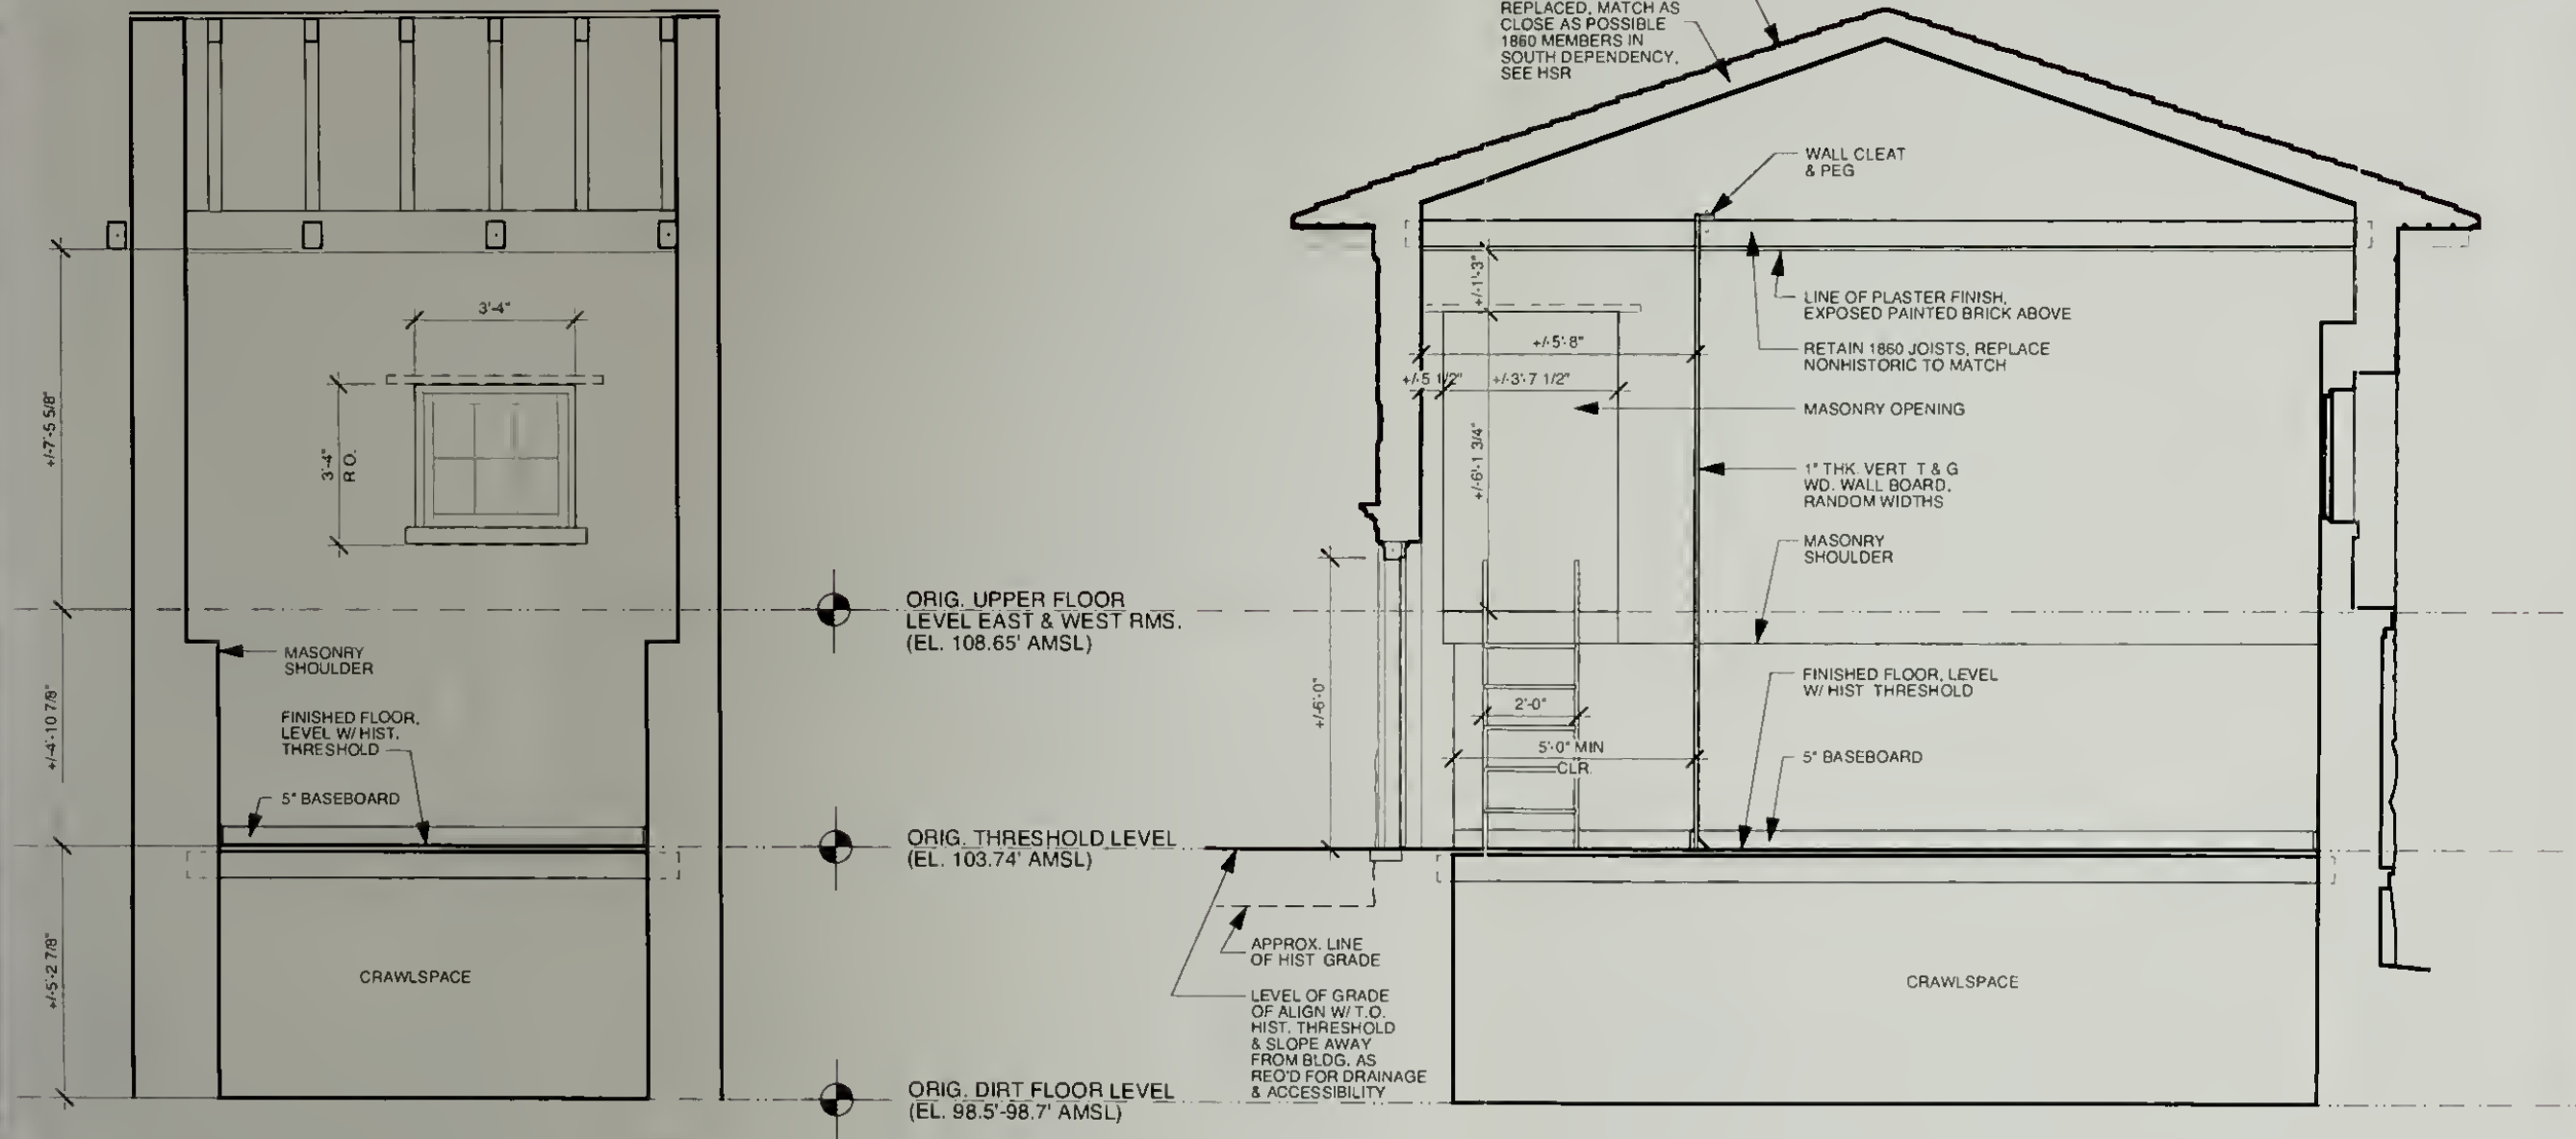 REPLACED, MATCH AS
CLOSE AS POSSIBLE
1860 MEMBERS IN
SOUTH DEPENDENCY,
SEE HSR
WALL CLEAT
& PEG
LINE OF PLASTER FINISH,
EXPOSED PAINTED BRICK ABOVE
RETAIN 1860 JOISTS, REPLACE
NONHISTORIC TO MATCH
MASONRY OPENING
1" THK. VERT T & G
WD. WALL BOARD,
RANDOM WIDTHS
MASONRY
SHOULDER
FINISHED FLOOR, LEVEL
W/ HIST THRESHOLD
5" BASEBOARD
+/-1'-3"
+/-5'-8"
+/-5 1/2"
+/-3'-7 1/2"
+/-6'-1 3/4"
+/-6'-0"
2'-0"
5'-0" MIN
CLR.
CRAWLSPACE
APPROX. LINE
OF HIST GRADE
LEVEL OF GRADE
OF ALIGN W/ T.O.
HIST. THRESHOLD
& SLOPE AWAY
FROM BLDG. AS
REQ'D FOR DRAINAGE
& ACCESSIBILITY
3'-4"
3'-4"
R.O.
+/-7'-5 5/8"
+/-4'-10 7/8"
+/-5'-2 7/8"
MASONRY
SHOULDER
FINISHED FLOOR,
LEVEL W/ HIST.
THRESHOLD
5" BASEBOARD
CRAWLSPACE
ORIG. UPPER FLOOR
LEVEL EAST & WEST RMS.
(EL. 108.65' AMSL)
ORIG. THRESHOLD LEVEL
(EL. 103.74' AMSL)
ORIG. DIRT FLOOR LEVEL
(EL. 98.5'-98.7' AMSL)